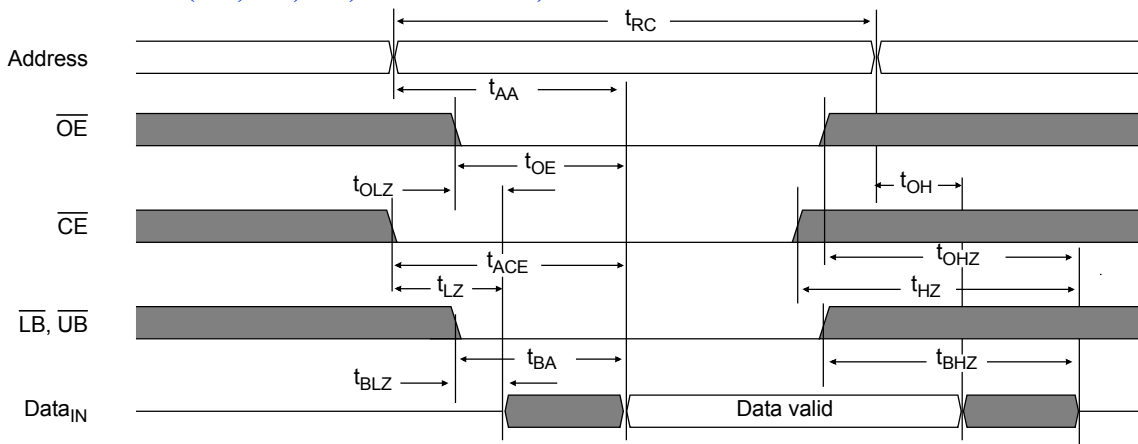 tRC
Address
tAA
OE
tOE
tOLZ
tOH
CE
tACE
tOHZ
tLZ
tHZ
LB, UB
tBA
tBHZ
tBLZ
DataIN
Data valid